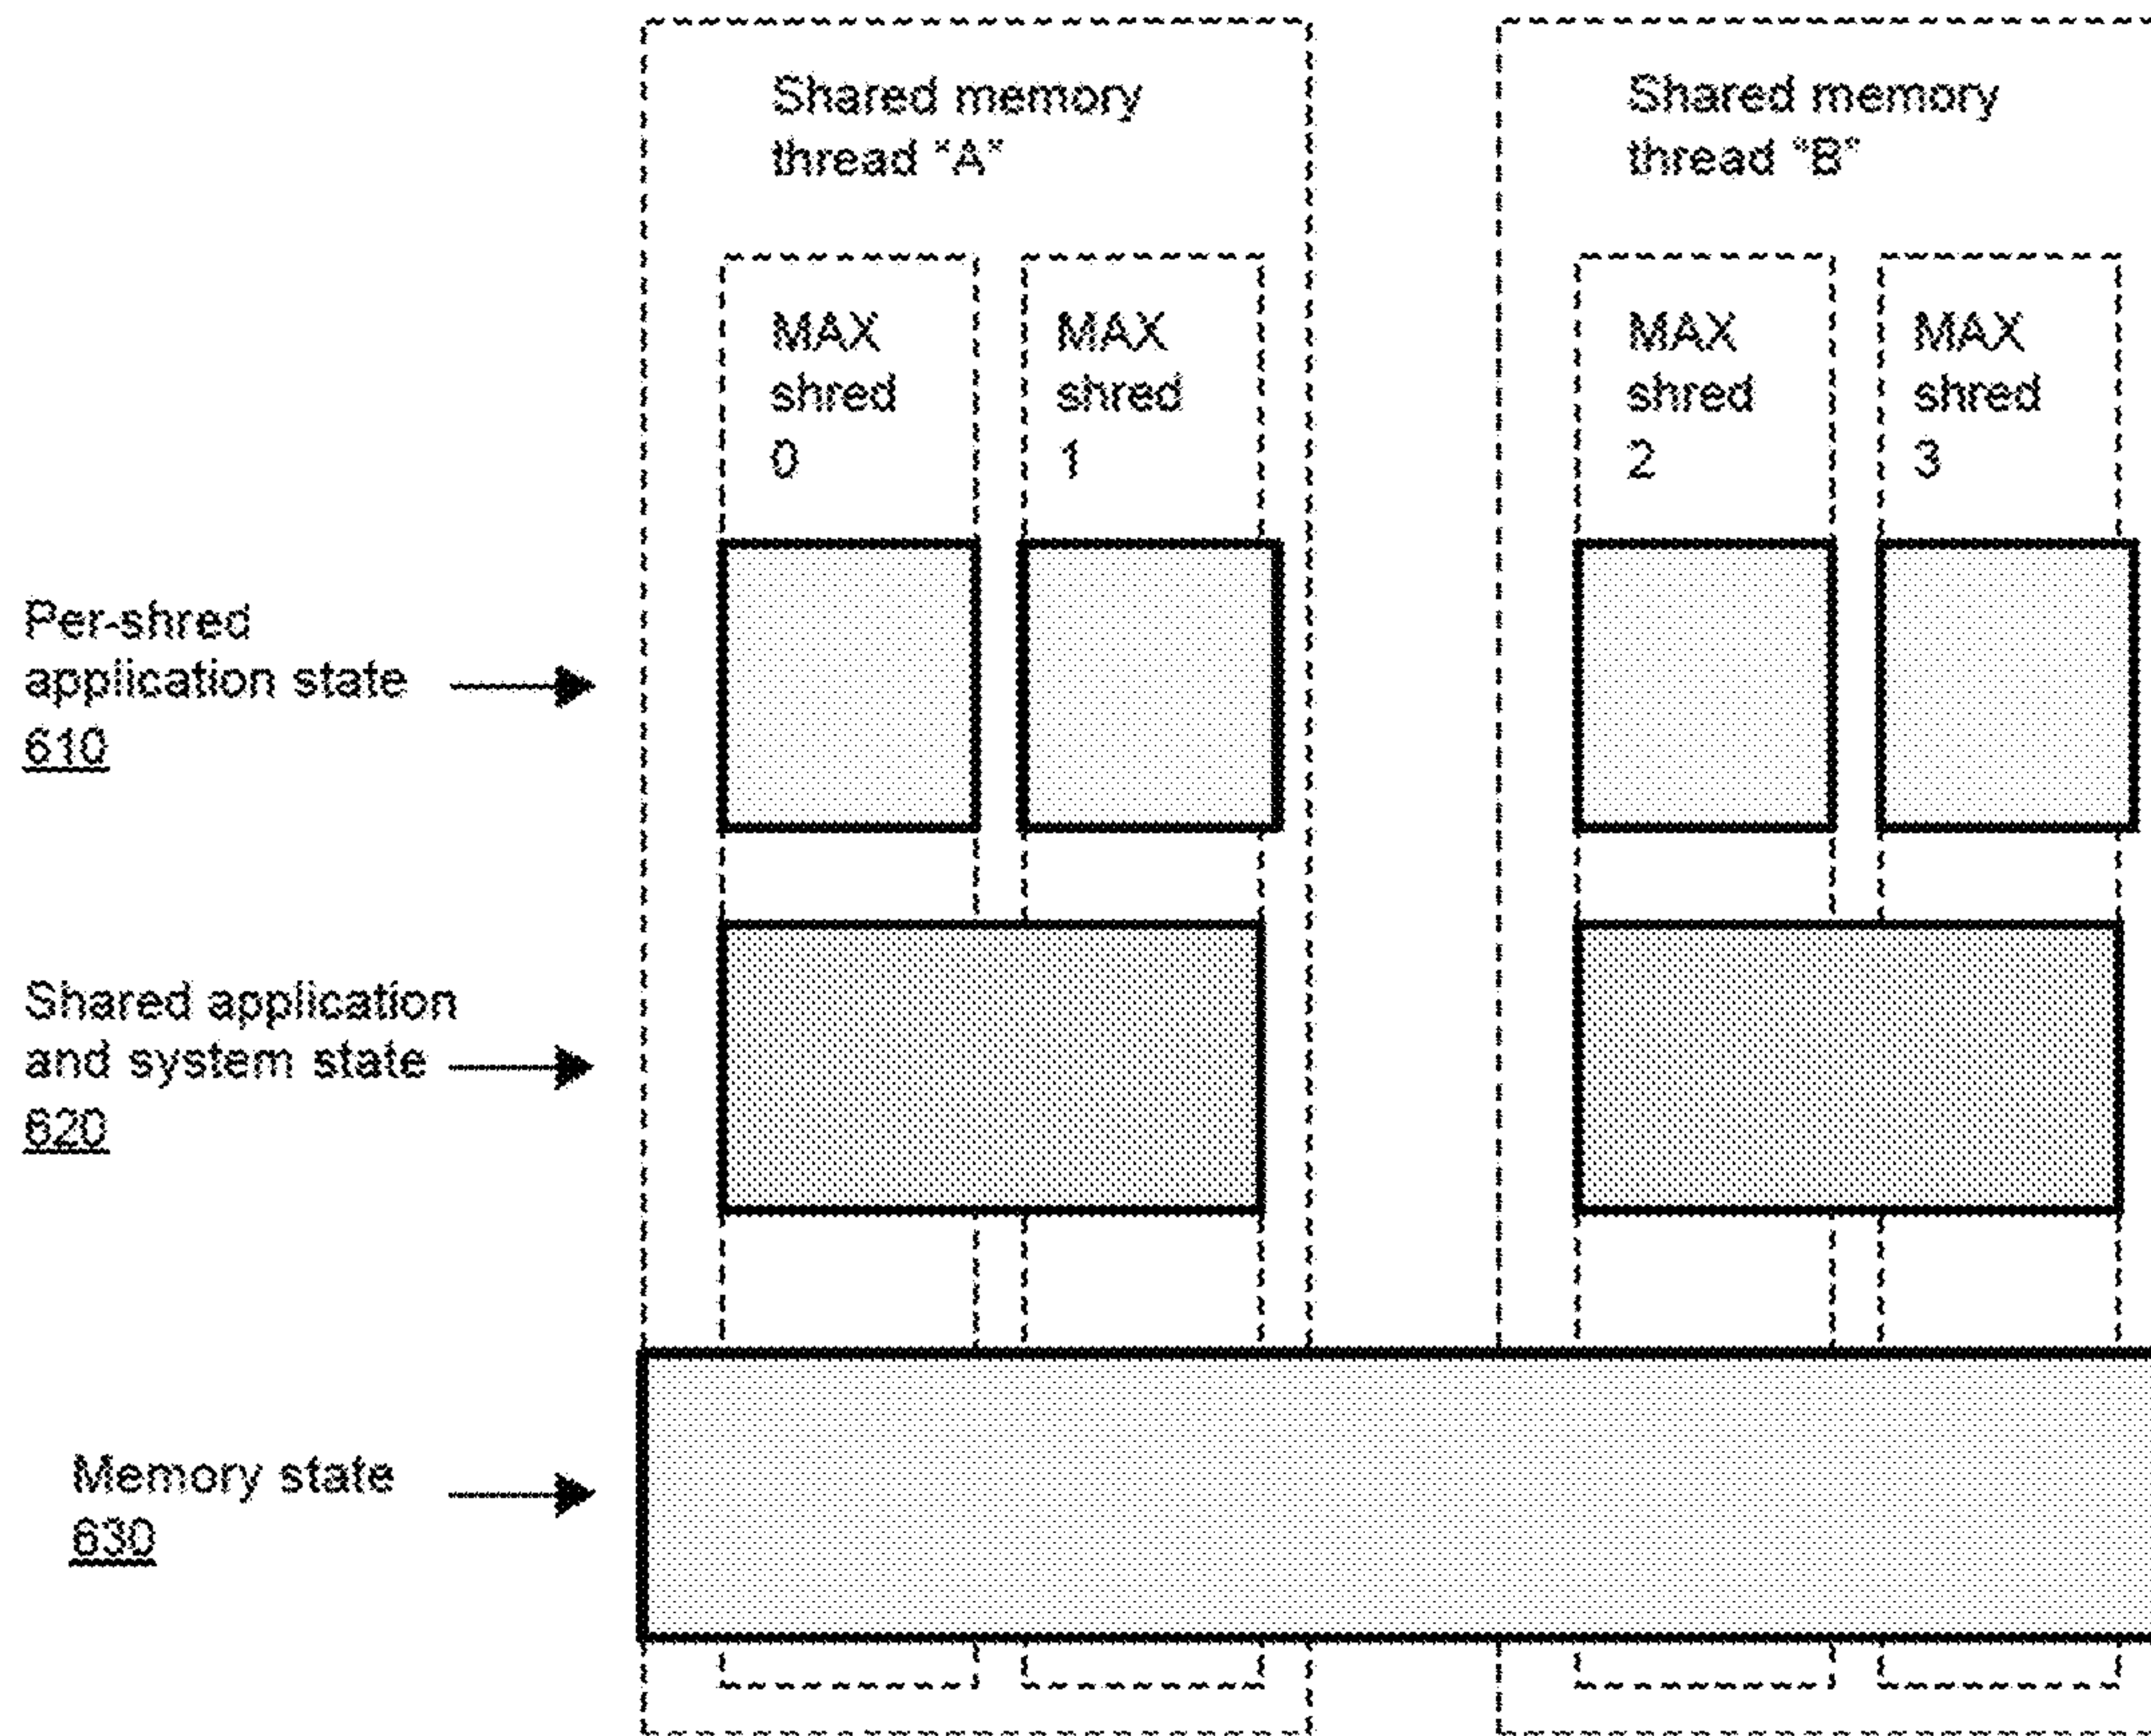 Shared memory
thread "A"
Shared memory
thread "B"
MAX
shred
0
MAX
shred
1
MAX
shred
2
MAX
shred
3
Per-shred
application state
610
Shared application
and system state
620
Memory state
630